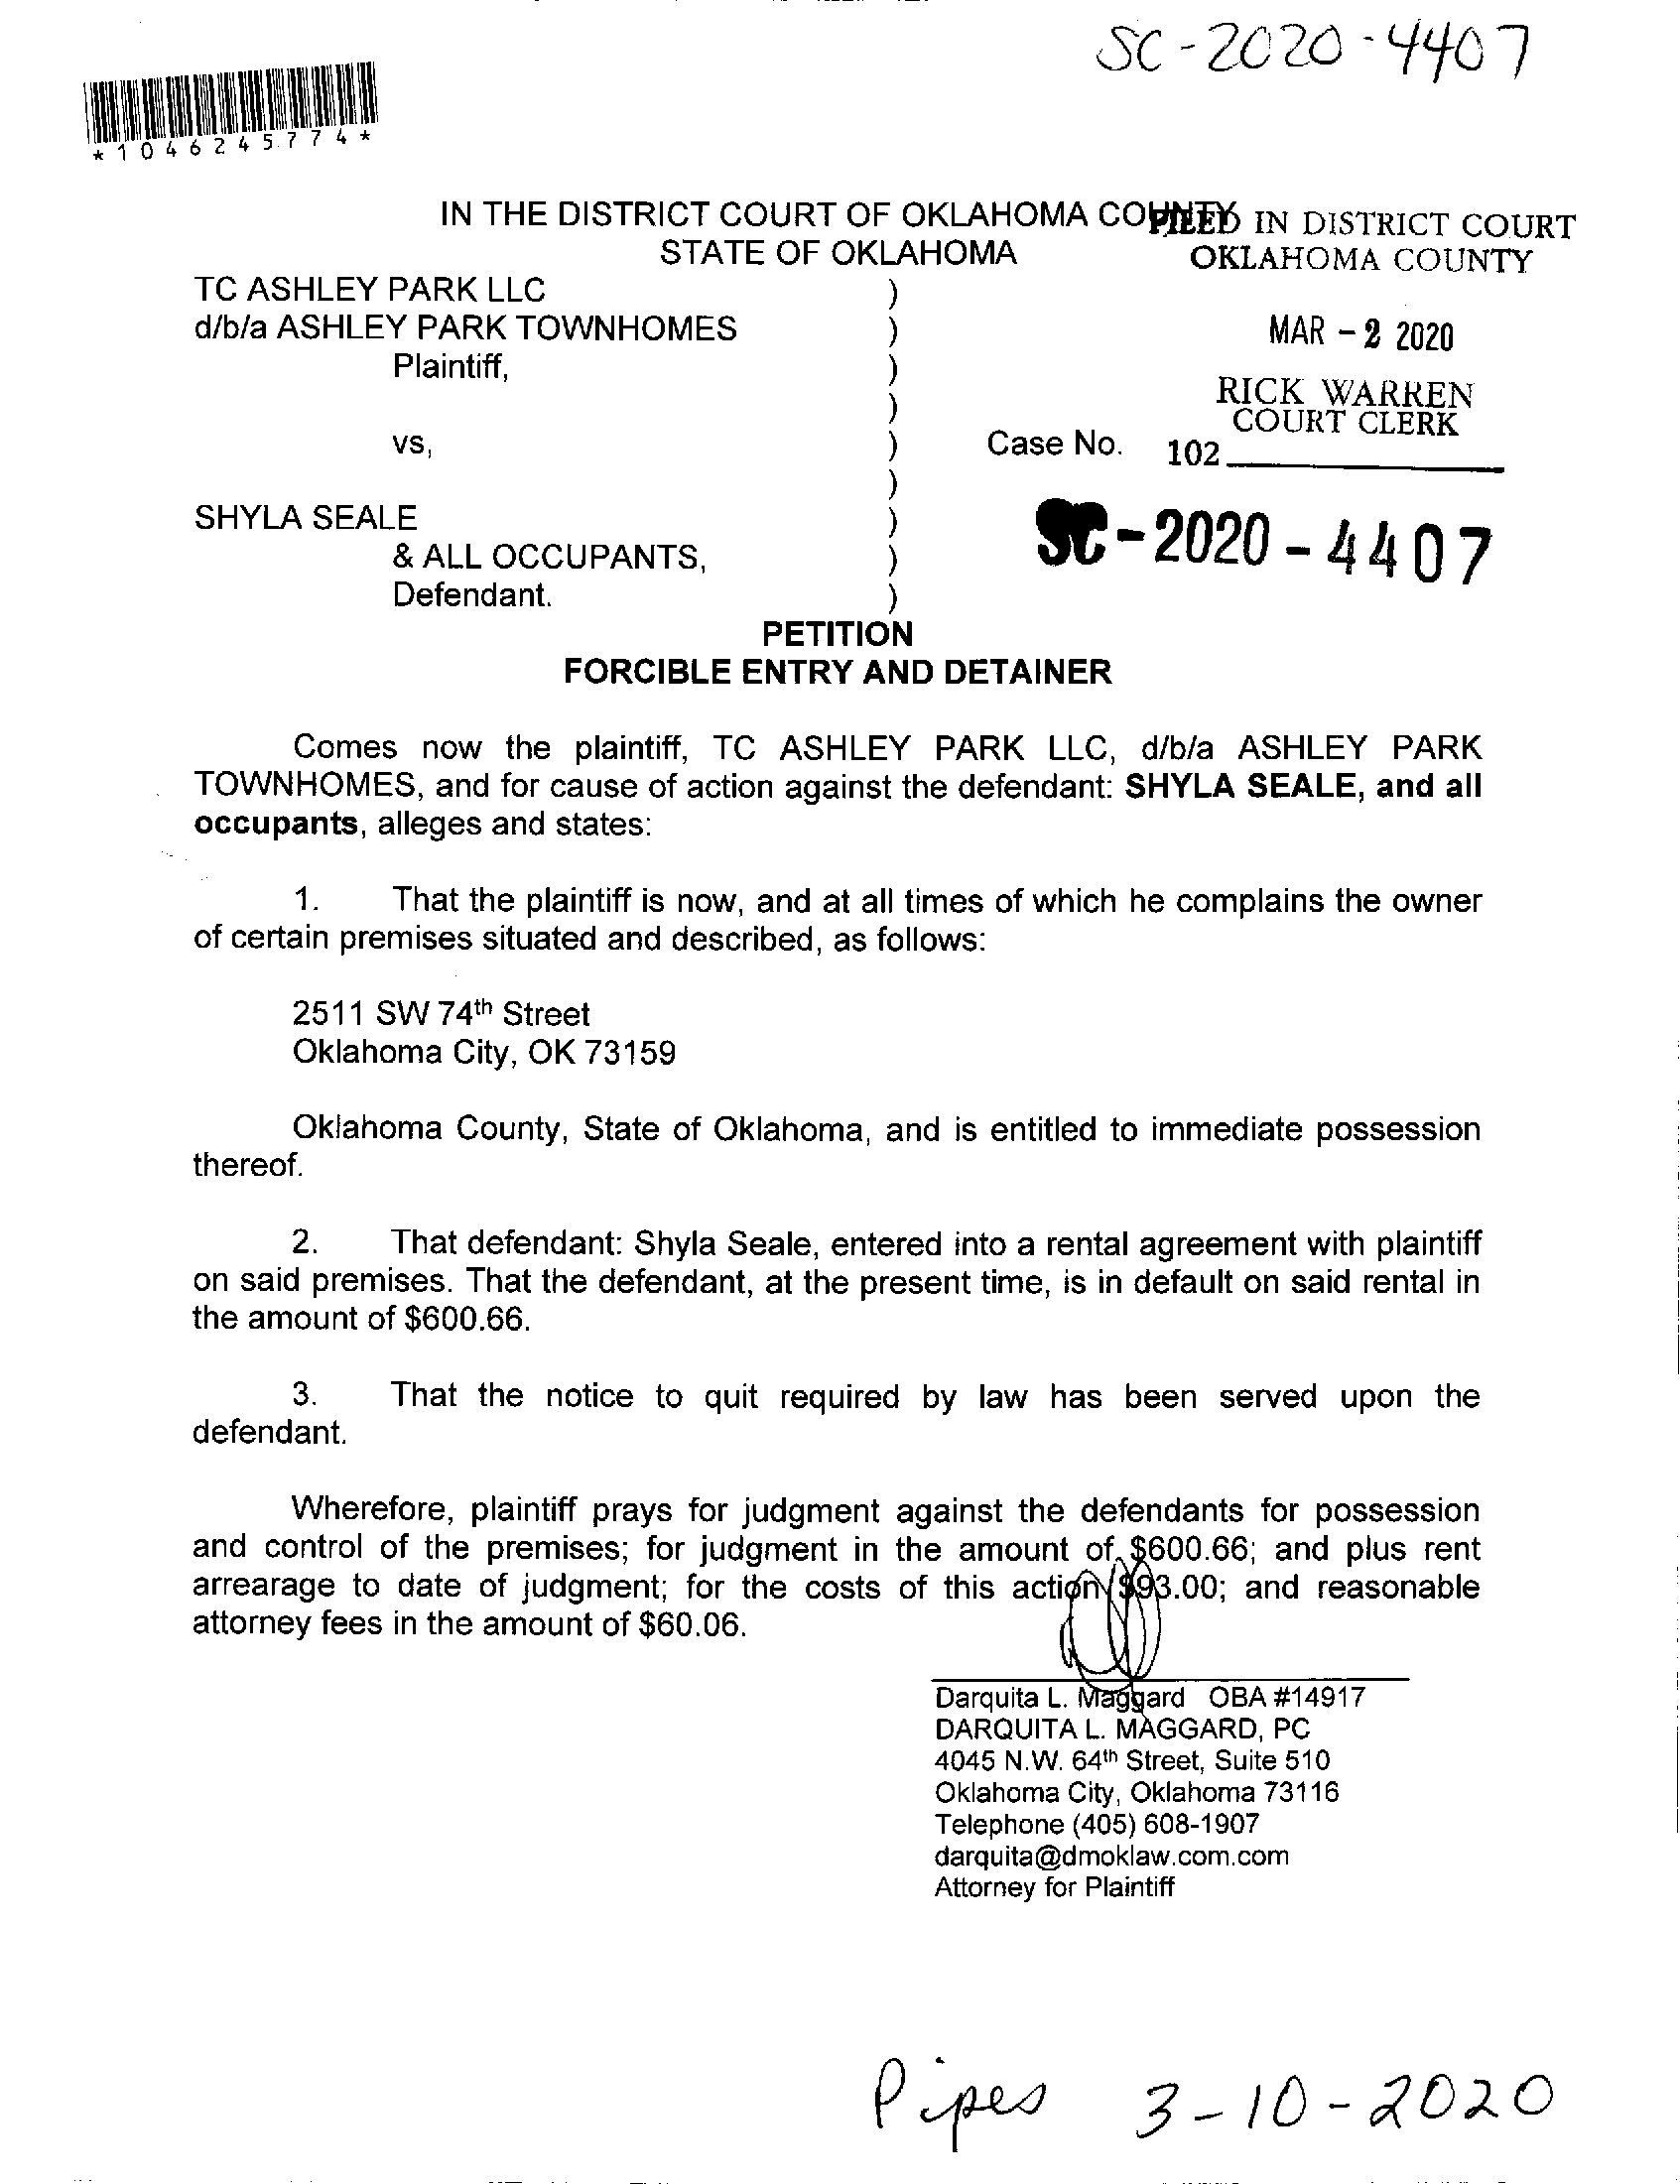 SC-2020-4407
*1046245774*
IN THE DISTRICT COURT OF OKLAHOMA COUNTY
FILED IN DISTRICT COURT
STATE OF OKLAHOMA
OKLAHOMA COUNTY
TC ASHLEY PARK LLC )
d/b/a ASHLEY PARK TOWNHOMES )
MAR - 2 2020
Plaintiff, )
RICK WARREN
)
COURT CLERK
vs, ) Case No.
102
)
SHYLA SEALE )
SC-2020-4407
& ALL OCCUPANTS, )
Defendant. )
PETITION
FORCIBLE ENTRY AND DETAINER
Comes now the plaintiff, TC ASHLEY PARK LLC, d/b/a ASHLEY PARK
TOWNHOMES, and for cause of action against the defendant: SHYLA SEALE, and all
occupants, alleges and states:
1. That the plaintiff is now, and at all times of which he complains the owner
of certain premises situated and described, as follows:
2511 SW 74th Street
Oklahoma City, OK 73159
Oklahoma County, State of Oklahoma, and is entitled to immediate possession
thereof.
2. That defendant: Shyla Seale, entered into a rental agreement with plaintiff
on said premises. That the defendant, at the present time, is in default on said rental in
the amount of $600.66.
3. That the notice to quit required by law has been served upon the
defendant.
Wherefore, plaintiff prays for judgment against the defendants for possession
and control of the premises; for judgment in the amount of $600.66; and plus rent
arrearage to date of judgment; for the costs of this action $93.00; and reasonable
attorney fees in the amount of $60.06.
Darquita L. Maggard OBA #14917
DARQUITA L. MAGGARD, PC
4045 N.W. 64th Street, Suite 510
Oklahoma City, Oklahoma 73116
Telephone (405) 608-1907
darquita@dmoklaw.com.com
Attorney for Plaintiff
Pipes 3-10-2020